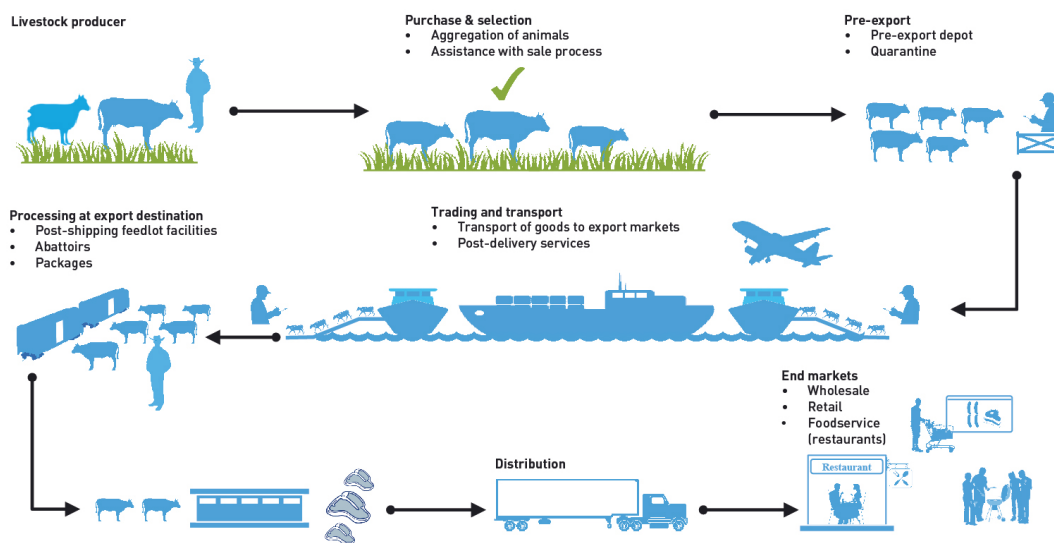 Livestock producer
Purchase & selection
• Aggregation of animals
• Assistance with sale process
Pre-export
• Pre-export depot
• Quarantine
Processing at export destination
• Post-shipping feedlot facilities
• Abattoirs
• Packages
Trading and transport
• Transport of goods to export markets
• Post-delivery services
Distribution
End markets
• Wholesale
• Retail
• Foodservice
(restaurants)
Restaurant